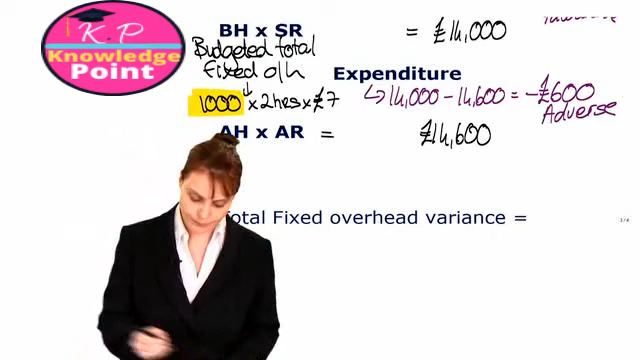 K.P
Knowledge
Point
BH x SR = £14,000
Budgeted total
fixed o/h
Expenditure
1000 x 2hrs x £7
↳ 14,000 - 14,600 = -£600
Adverse
AH x AR = £14,600
otal Fixed overhead variance =